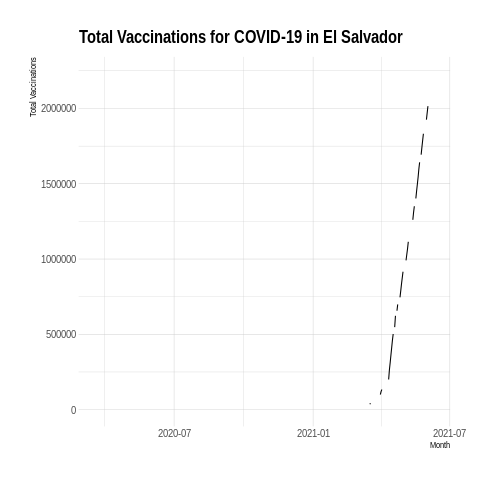 Total Vaccinations for COVID-19 in El Salvador
Total Vaccinations
2000000
1500000
1000000
500000
0
2020-07
2021-01
2021-07
Month